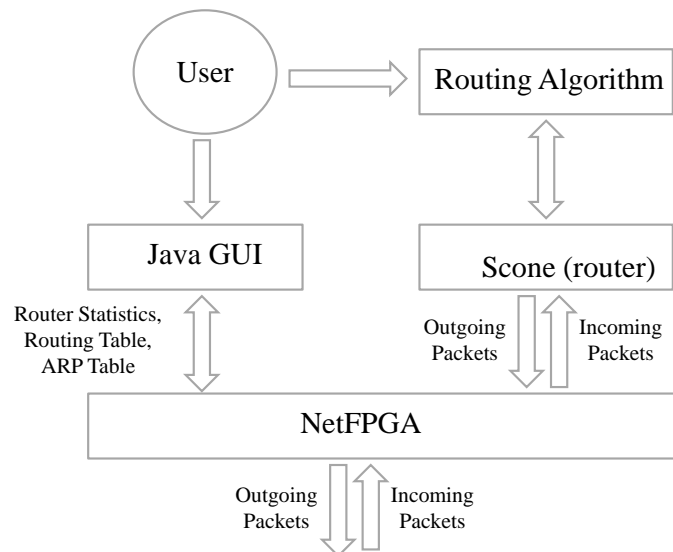 User
Routing Algorithm
Java GUI
Scone (router)
Router Statistics,
Routing Table,
ARP Table
Outgoing
Packets
Incoming
Packets
NetFPGA
Outgoing
Packets
Incoming
Packets